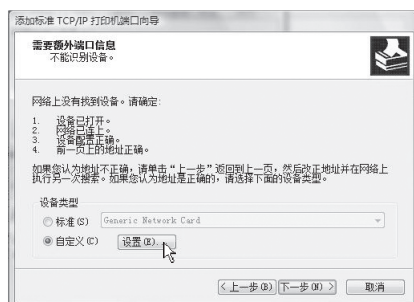 添加标准 TCP/IP 打印机端口向导
需要额外端口信息
不能识别设备。
网络上没有找到设备。请确定:
1. 设备已打开。
2. 网络已连上。
3. 设备配置正确。
4. 前一页上的地址正确。
如果您认为地址不正确，请单击“上一步”返回到上一页，然后改正地址并在网络上
执行另一次搜索。如果您认为地址是正确的，请选择下面的设备类型。
设备类型
标准(S) Generic Network Card
自定义(C) 设置(E)...
< 上一步(B) 下一步(N) > 取消